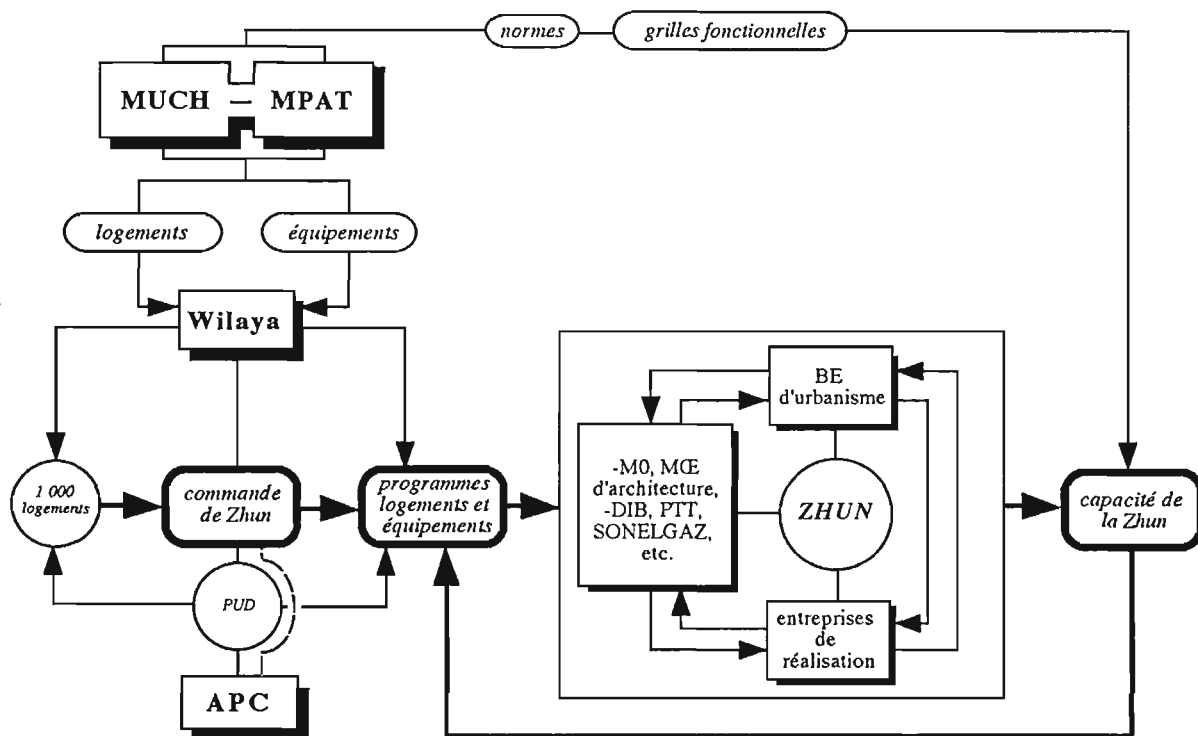 normes
grilles fonctionnelles
MUCH — MPAT
logements
équipements
Wilaya
BE
d'urbanisme
-M0, MŒ
d'architecture,
-DIB, PTT,
SONELGAZ,
etc.
ZHUN
entreprises
de
réalisation
1 000
logements
commande
de Zhun
programmes
logements et
équipements
capacité de
la Zhun
PUD
APC